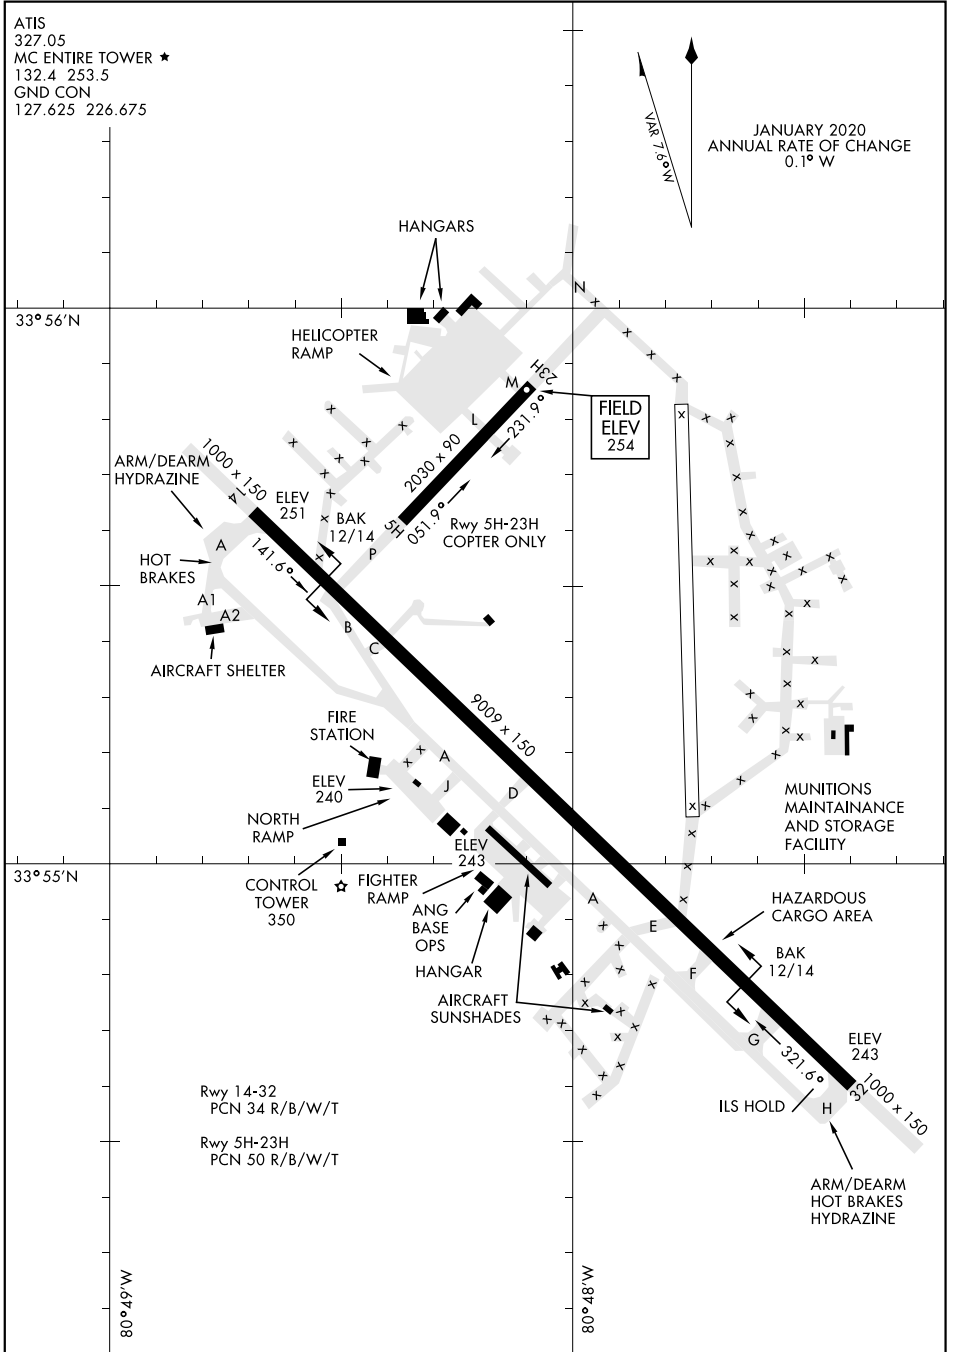 ATIS
327.05
MC ENTIRE TOWER ★
132.4 253.5
GND CON
127.625 226.675
VAR 7.6° W
JANUARY 2020
ANNUAL RATE OF CHANGE
0.1° W
HANGARS
N
33° 56'N
HELICOPTER
RAMP
M
23H
FIELD
ELEV
254
L
231.9°
2030 x 90
1000 x 150
ARM/DEARM
HYDRAZINE
14
ELEV
251
BAK
12/14
5H
051.9°
Rwy 5H-23H
COPTER ONLY
A
P
141.6°
HOT
BRAKES
A1
A2
B
C
AIRCRAFT SHELTER
9009 x 150
FIRE
STATION
A
ELEV
240
J
D
NORTH
RAMP
MUNITIONS
MAINTAINANCE
AND STORAGE
FACILITY
ELEV
243
33° 55'N
CONTROL
TOWER
350
FIGHTER
RAMP
ANG
BASE
OPS
A
HAZARDOUS
CARGO AREA
E
HANGAR
F
BAK
12/14
AIRCRAFT
SUNSHADES
G
ELEV
243
321.6°
32
1000 x 150
Rwy 14-32
PCN 34 R/B/W/T
ILS HOLD
H
Rwy 5H-23H
PCN 50 R/B/W/T
ARM/DEARM
HOT BRAKES
HYDRAZINE
80° 49'W
80° 48'W